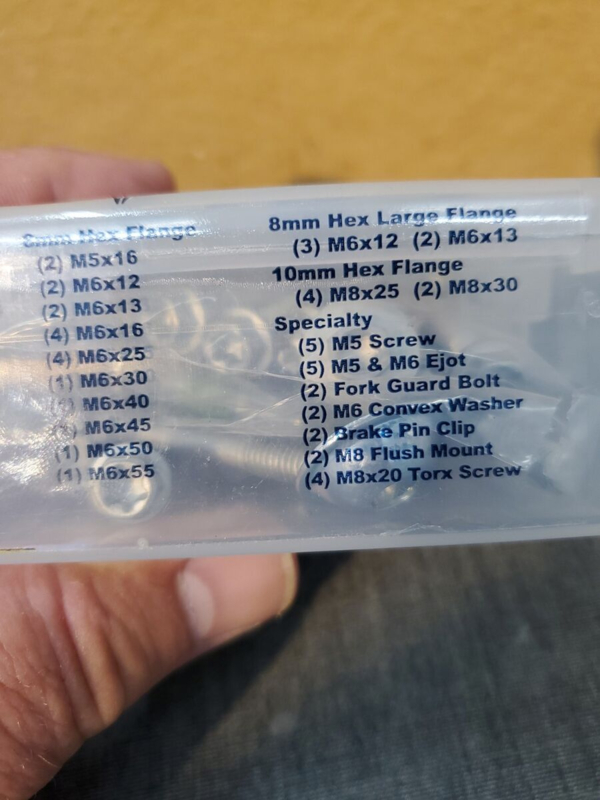 8mm Hex Flange
(2) M5x16
(2) M6x12
(2) M6x13
(4) M6x16
(4) M6x25
(1) M6x30
M6x40
M6x45
(1) M6x50
(1) M6x55
8mm Hex Large Flange
(3) M6x12 (2) M6x13
10mm Hex Flange
(4) M8x25 (2) M8x30
Specialty
(5) M5 Screw
(5) M5 & M6 Ejot
(2) Fork Guard Bolt
(2) M6 Convex Washer
(2) Brake Pin Clip
(2) M8 Flush Mount
(4) M8x20 Torx Screw